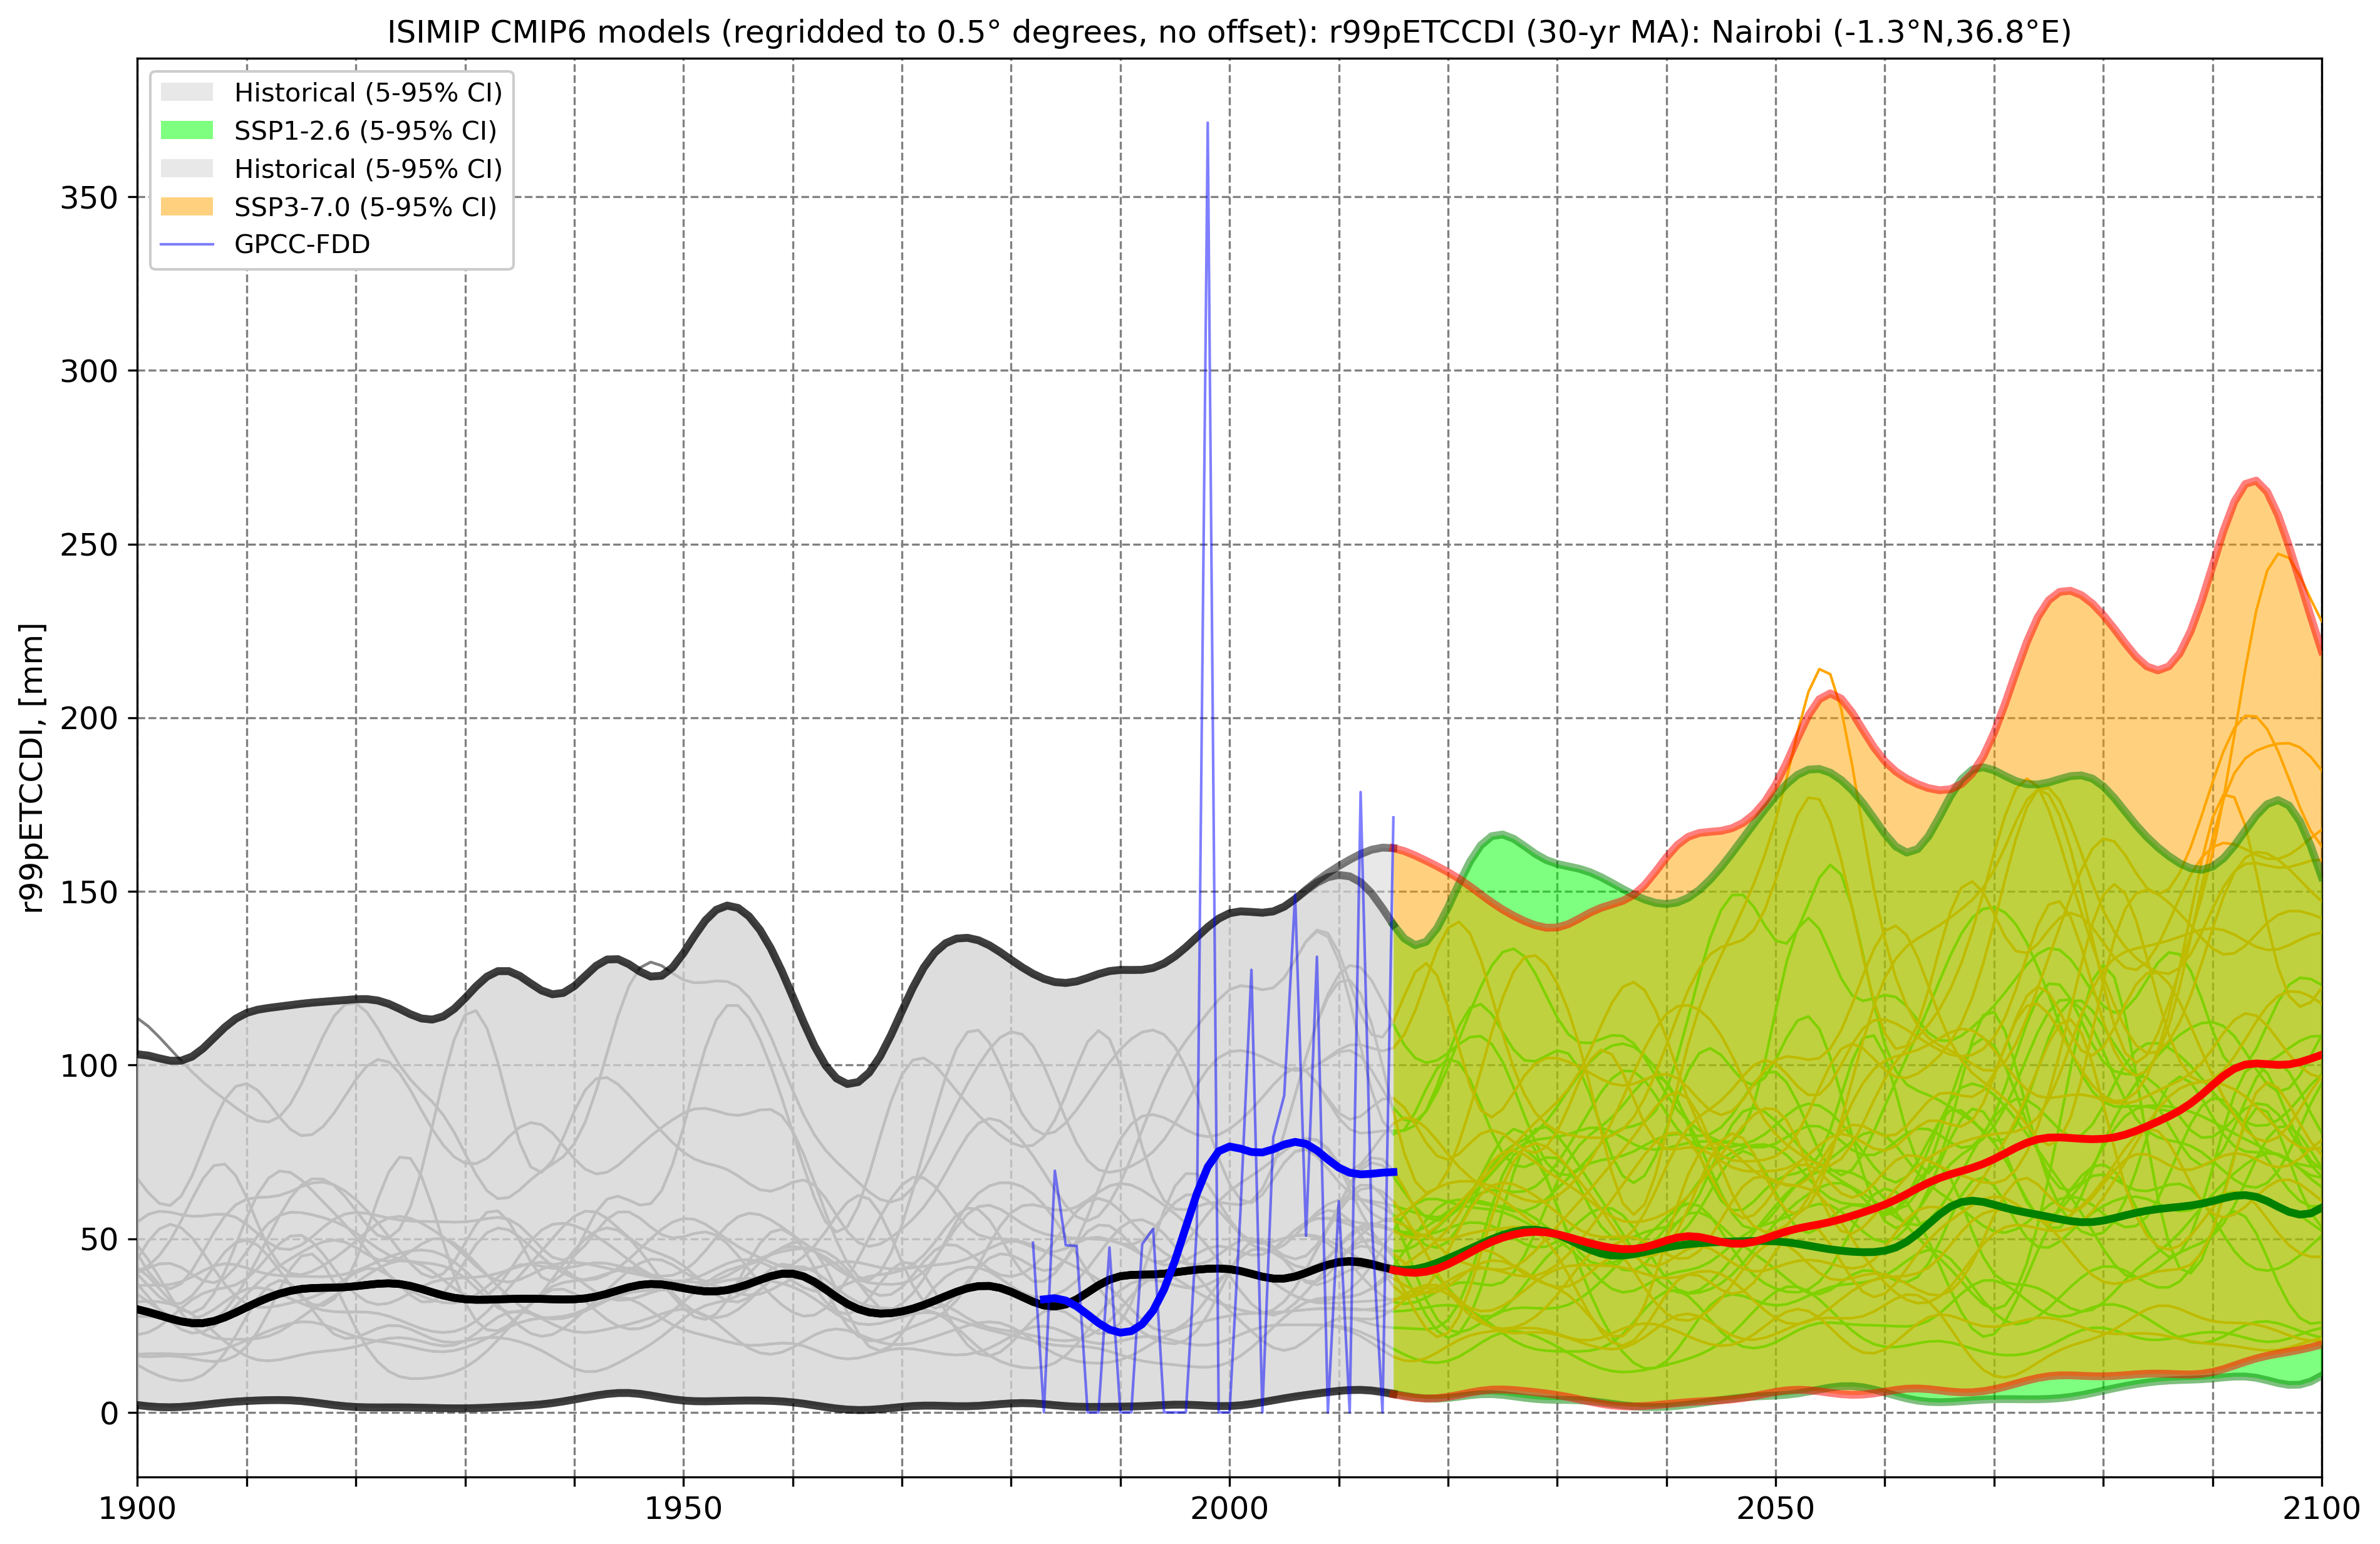 ISIMIP CMIP6 models (regridded to 0.5° degrees, no offset): r99pETCCDI (30-yr MA): Nairobi (-1.3°N,36.8°E)
Historical (5-95% CI)
SSP1-2.6 (5-95% CI)
Historical (5-95% CI)
SSP3-7.0 (5-95% CI)
GPCC-FDD
r99pETCCDI, [mm]
350
300
250
200
150
100
50
0
1900
1950
2000
2050
2100